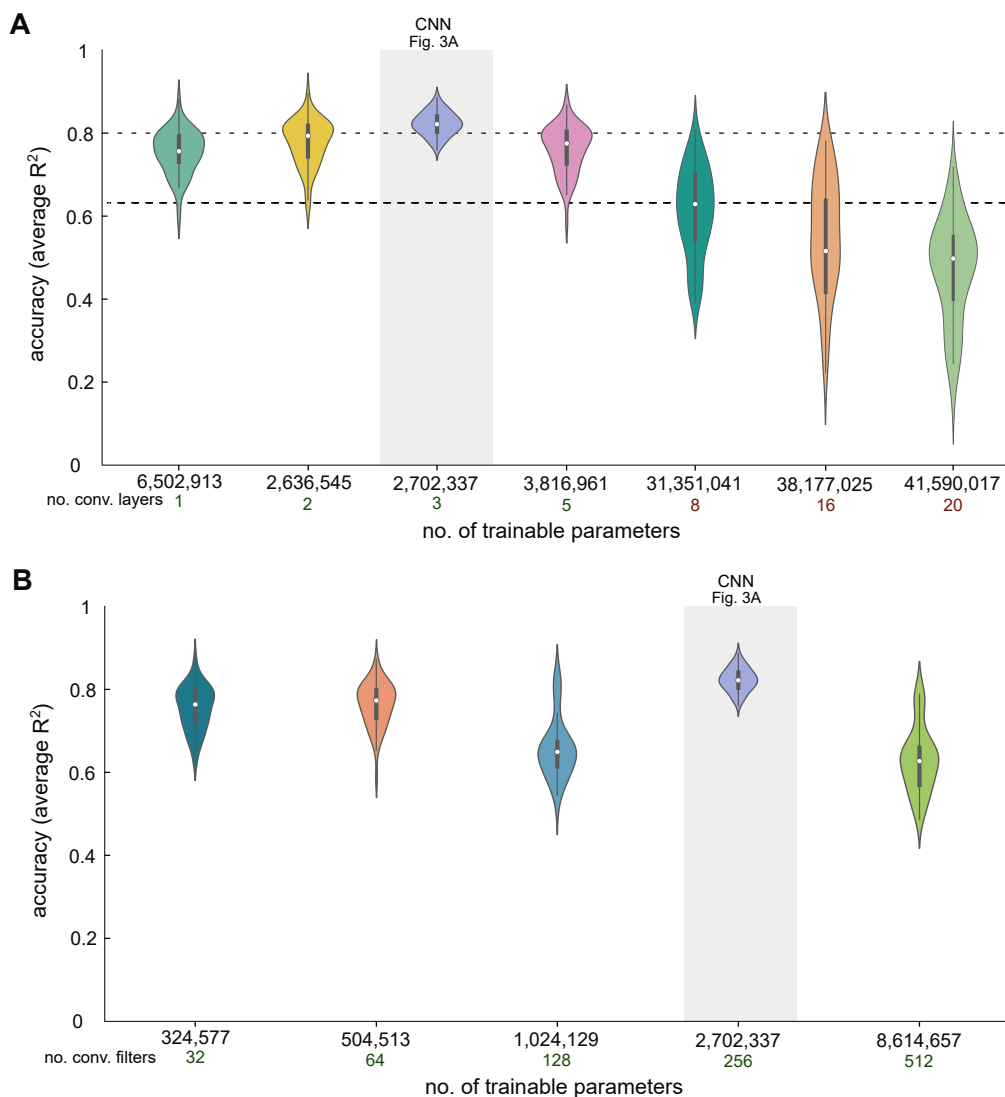 A
CNN
Fig. 3A
accuracy (average R²)
1
0.8
0.6
0.4
0.2
0
6,502,913 2,636,545 2,702,337 3,816,961 31,351,041 38,177,025 41,590,017
no. conv. layers 1 2 3 5 8 16 20
no. of trainable parameters
B
CNN
Fig. 3A
accuracy (average R²)
1
0.8
0.6
0.4
0.2
0
324,577 504,513 1,024,129 2,702,337 8,614,657
no. conv. filters 32 64 128 256 512
no. of trainable parameters